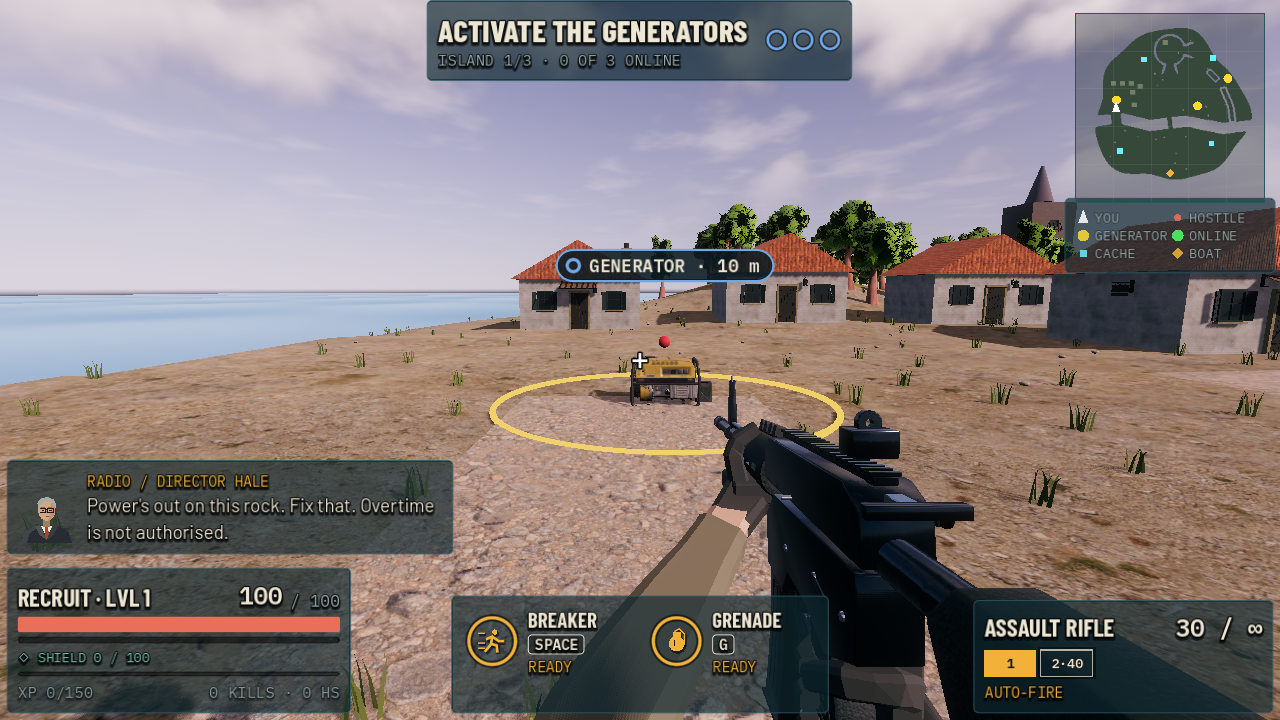 ACTIVATE THE GENERATORS
ISLAND 1/3 · 0 OF 3 ONLINE
YOU
HOSTILE
GENERATOR
ONLINE
CACHE
BOAT
GENERATOR · 10 m
RADIO / DIRECTOR HALE
Power's out on this rock. Fix that. Overtime
is not authorised.
RECRUIT · LVL 1
100 / 100
SHIELD 0 / 100
XP 0/150
0 KILLS · 0 HS
BREAKER
SPACE
READY
GRENADE
G
READY
ASSAULT RIFLE
30 / ∞
1
2·40
AUTO-FIRE